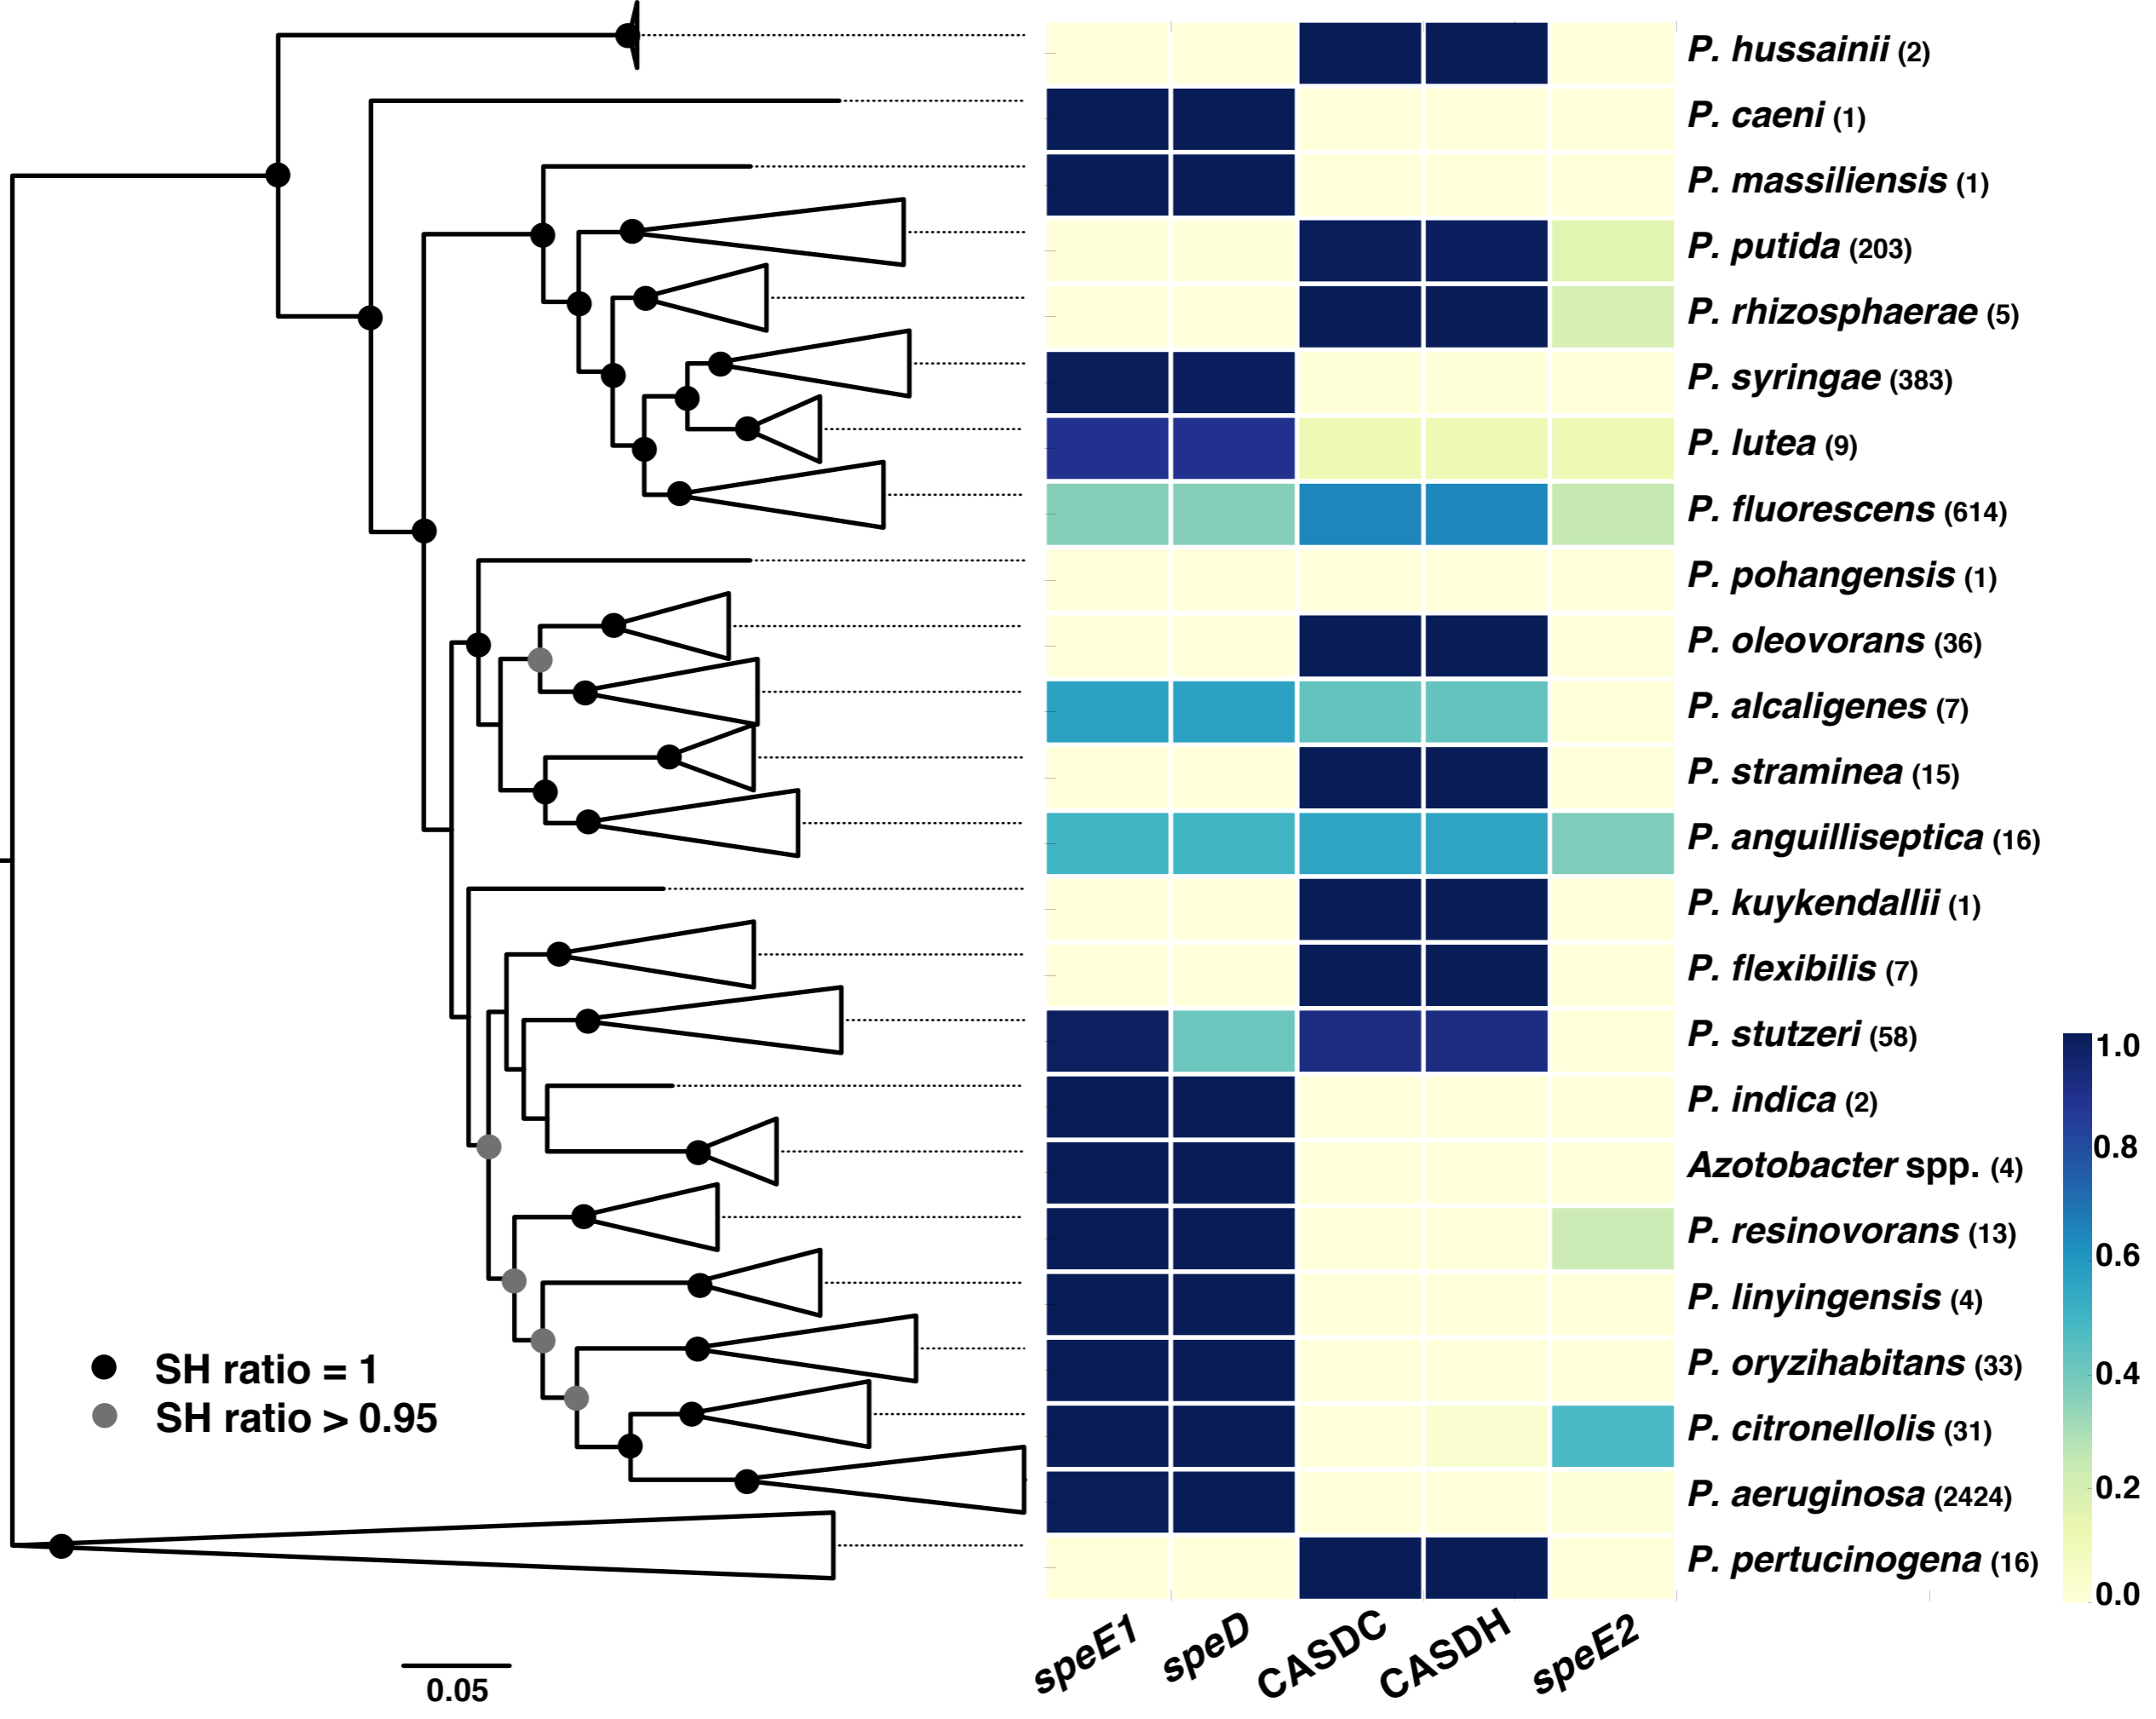 P. hussainii (2)
P. caeni (1)
P. massiliensis (1)
P. putida (203)
P. rhizosphaerae (5)
P. syringae (383)
P. lutea (9)
P. fluorescens (614)
P. pohangensis (1)
P. oleovorans (36)
P. alcaligenes (7)
P. straminea (15)
P. anguilliseptica (16)
P. kuykendallii (1)
P. flexibilis (7)
P. stutzeri (58)
P. indica (2)
Azotobacter spp. (4)
P. resinovorans (13)
P. linyingensis (4)
P. oryzihabitans (33)
P. citronellolis (31)
P. aeruginosa (2424)
P. pertucinogena (16)
1.0
0.8
0.6
0.4
0.2
0.0
SH ratio = 1
SH ratio > 0.95
0.05
speE1
speD
CASDC
CASDH
speE2